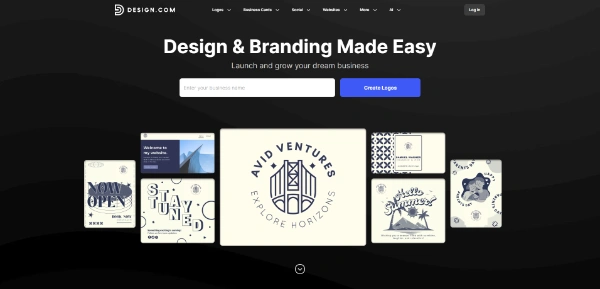 DESIGN.COM
Logos
Business Cards
Social
Websites
More
AI
Log in
Design & Branding Made Easy
Launch and grow your dream business
Enter your business name
Create Logos
Welcome to
my website.
NOW
OPEN
STAY
TUNED
AVID VENTURES
EXPLORE HORIZONS
Hello
Summer!